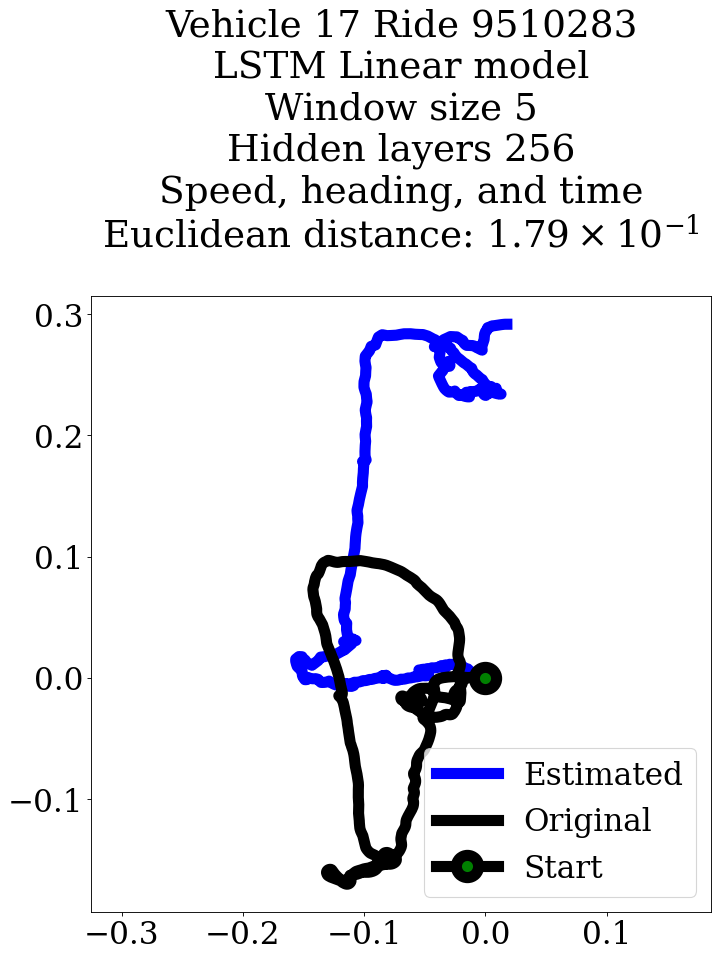 Vehicle 17 Ride 9510283
LSTM Linear model
Window size 5
Hidden layers 256
Speed, heading, and time
Euclidean distance: 1.79 × 10⁻¹
0.3
0.2
0.1
0.0
−0.1
Estimated
Original
Start
−0.3 −0.2 −0.1 0.0 0.1